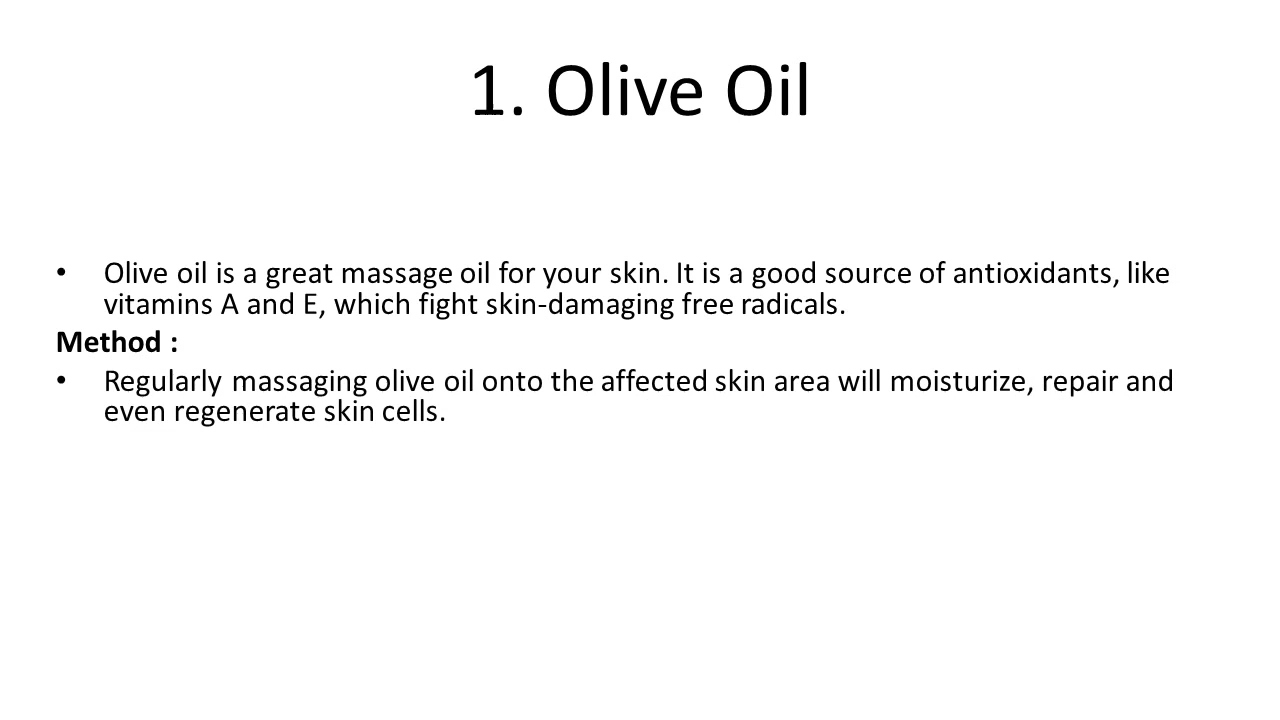 1. Olive Oil
• Olive oil is a great massage oil for your skin. It is a good source of antioxidants, like
vitamins A and E, which fight skin-damaging free radicals.
Method :
• Regularly massaging olive oil onto the affected skin area will moisturize, repair and
even regenerate skin cells.